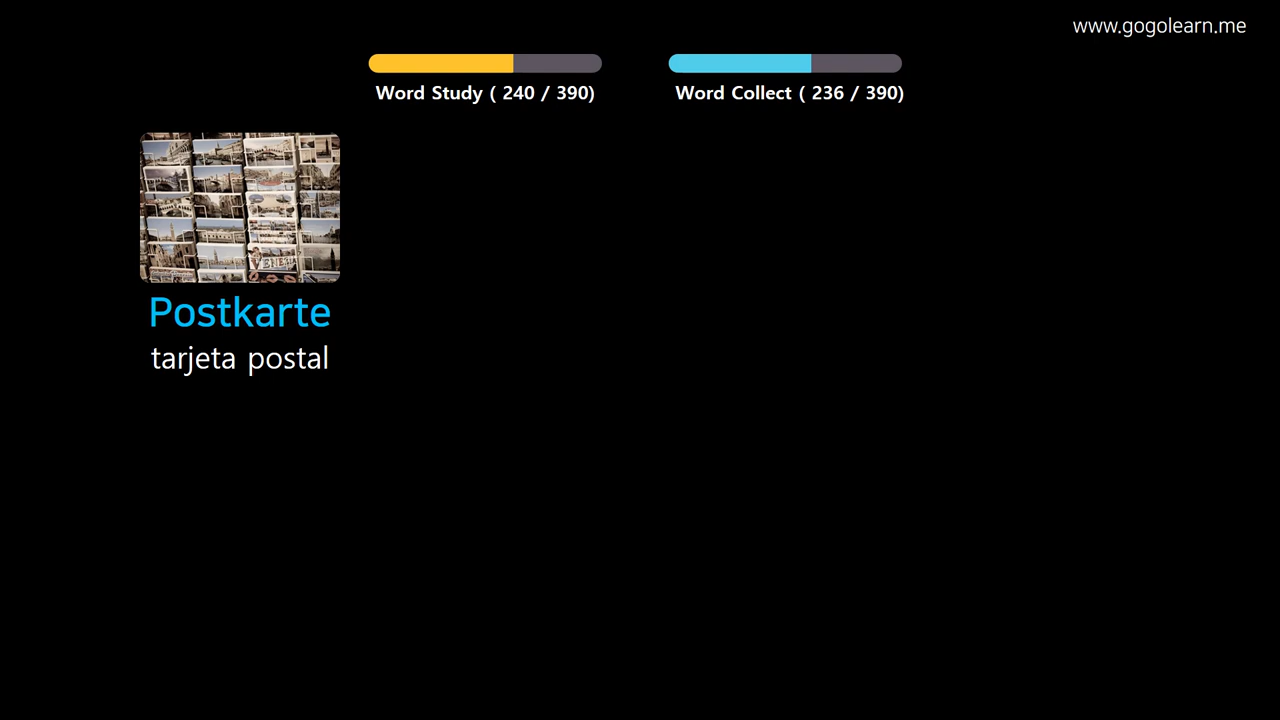 www.gogolearn.me
Word Study ( 240 / 390)
Word Collect ( 236 / 390)
Postkarte
tarjeta postal